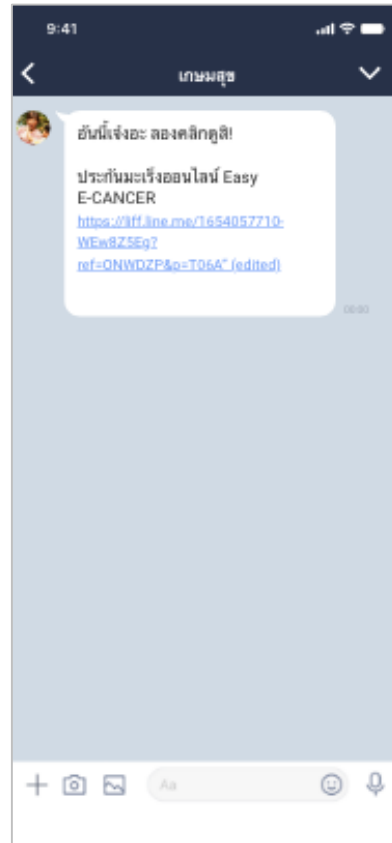 9:41
เกษมสุข
อันนี้เจ๋งอะ ลองคลิกดูสิ!
ประกันมะเร็งออนไลน์ Easy
E-CANCER
https://liff.line.me/1654057710-
WEw8Z5Eg?
ref=ONWDZP&p=T06A" (edited)
00:00
Aa